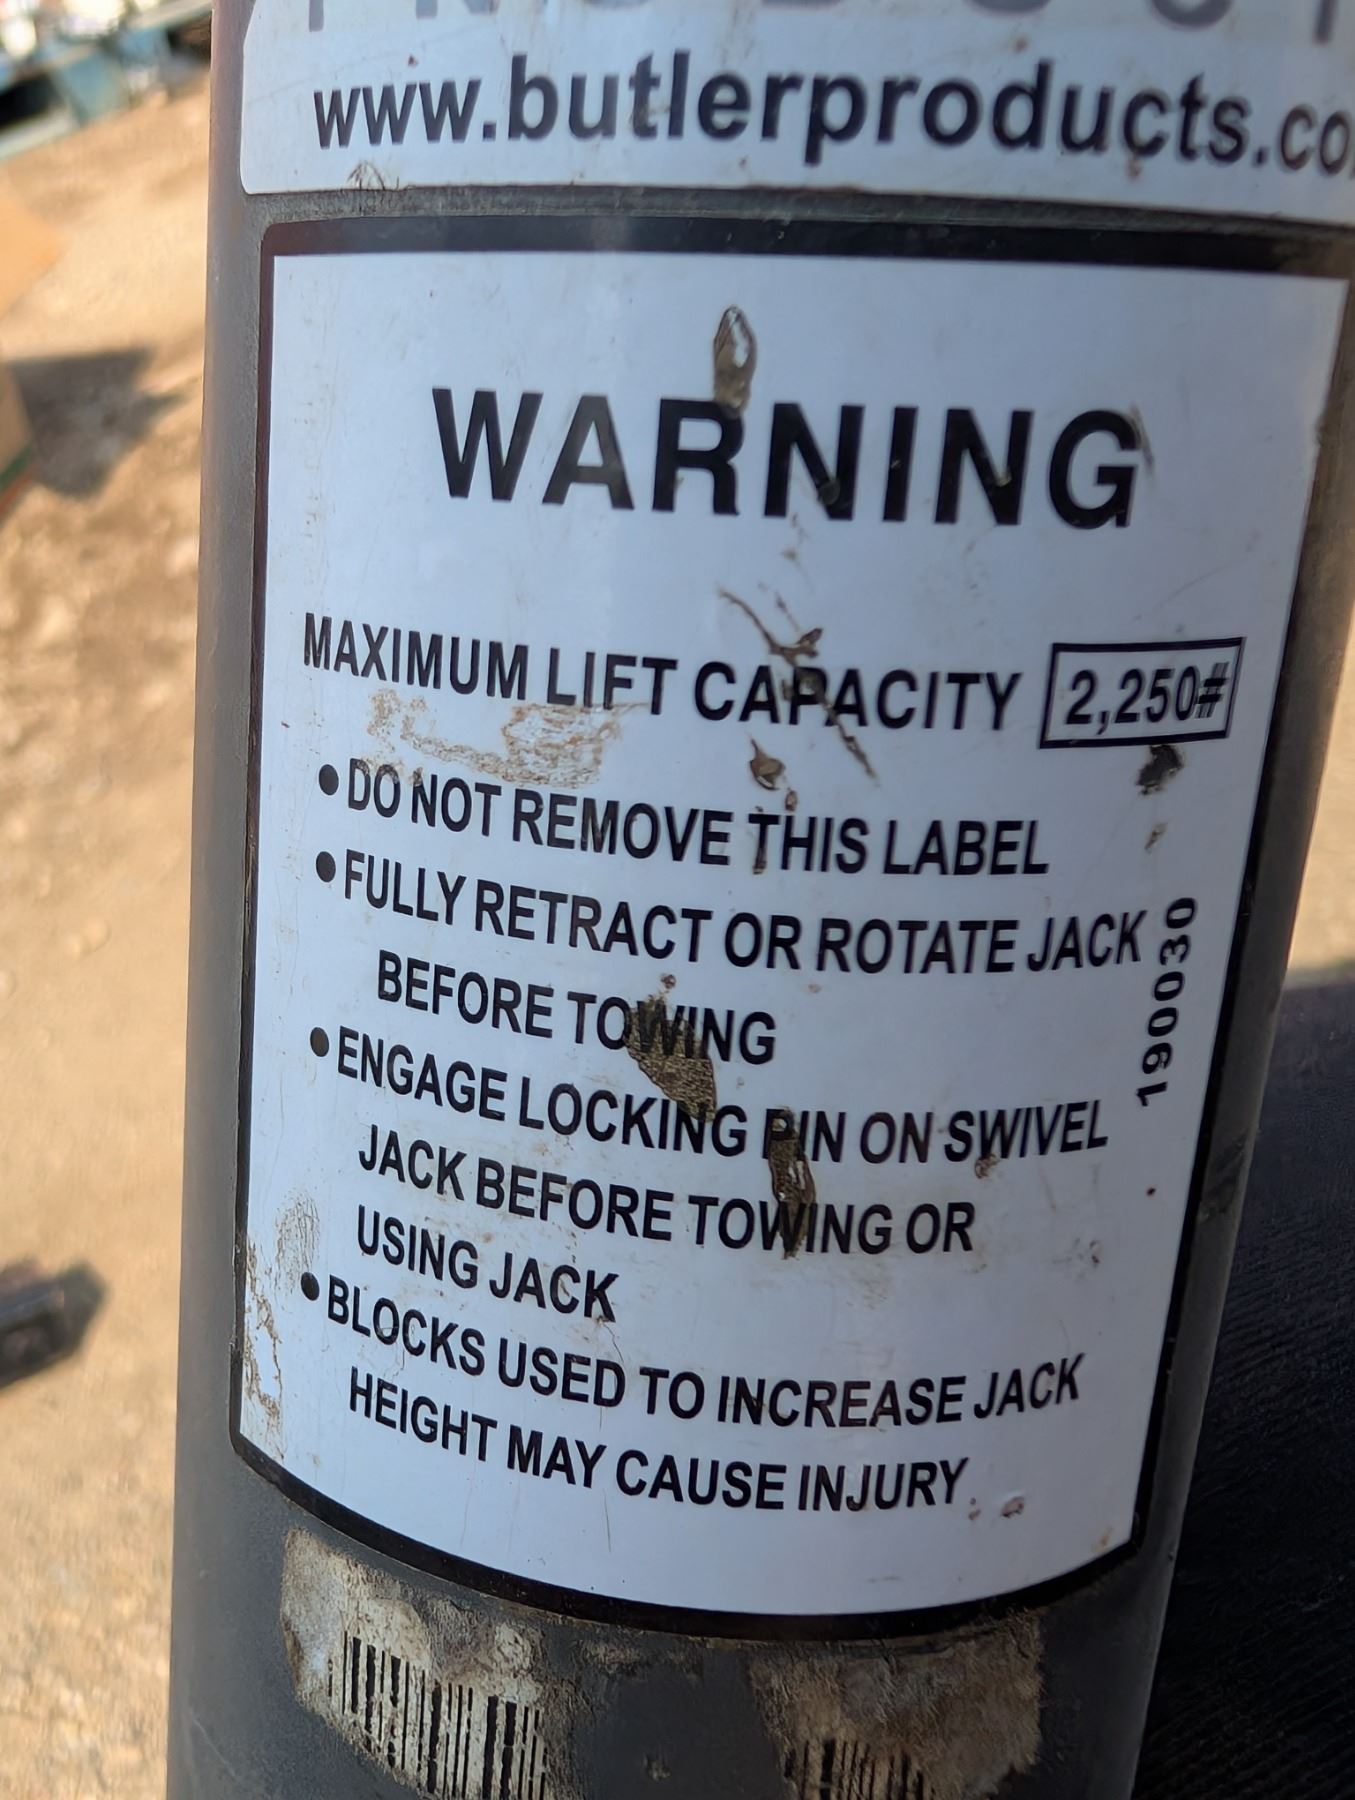 www.butlerproducts.co
WARNING
MAXIMUM LIFT CAPACITY 2,250#
• DO NOT REMOVE THIS LABEL
• FULLY RETRACT OR ROTATE JACK
BEFORE TOWING
• ENGAGE LOCKING PIN ON SWIVEL
JACK BEFORE TOWING OR
USING JACK
• BLOCKS USED TO INCREASE JACK
HEIGHT MAY CAUSE INJURY
190030